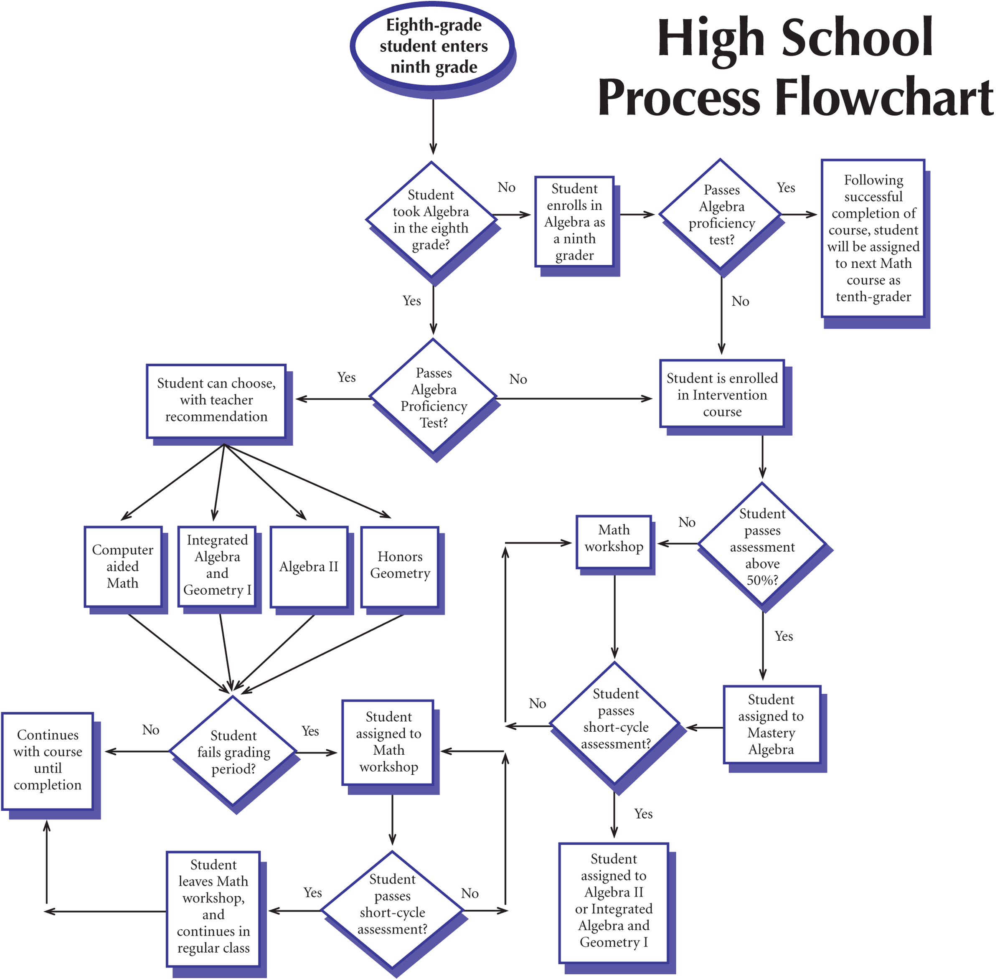 High School
Process Flowchart
Eighth-grade
student enters
ninth grade
Student
took Algebra
in the eighth
grade?
No
Student
enrolls in
Algebra as
a ninth
grader
Passes
Algebra
proficiency
test?
Yes
Following
successful
completion of
course, student
will be assigned
to next Math
course as
tenth-grader
Yes
No
Student can choose,
with teacher
recommendation
Yes
Passes
Algebra
Proficiency
Test?
No
Student is enrolled
in Intervention
course
Computer
aided
Math
Integrated
Algebra
and
Geometry I
Algebra II
Honors
Geometry
Math
workshop
No
Student
passes
assessment
above
50%?
Yes
Continues
with course
until
completion
No
Student
fails grading
period?
Yes
Student
assigned to
Math
workshop
No
Student
passes
short-cycle
assessment?
Student
assigned to
Mastery
Algebra
Yes
Student
leaves Math
workshop,
and
continues in
regular class
Yes
Student
passes
short-cycle
assessment?
No
Student
assigned to
Algebra II
or Integrated
Algebra and
Geometry I